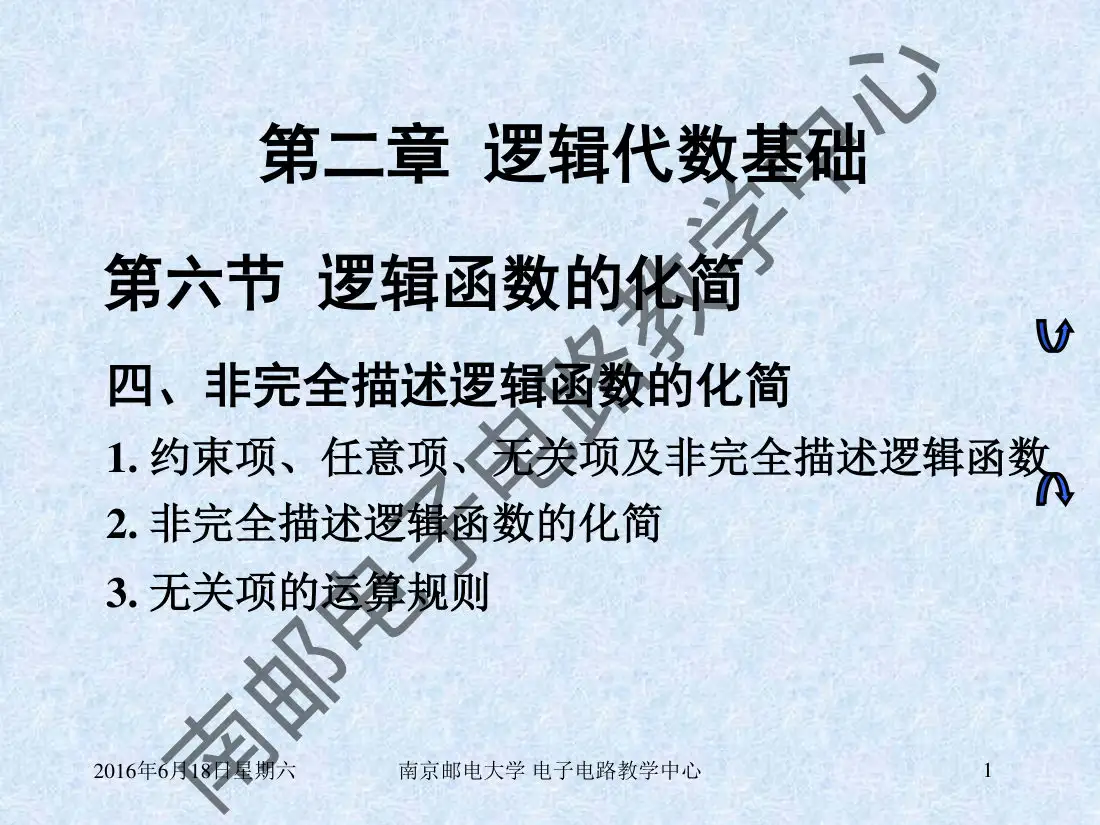 第二章 逻辑代数基础
第六节 逻辑函数的化简
四、非完全描述逻辑函数的化简
1. 约束项、任意项、无关项及非完全描述逻辑函数
2. 非完全描述逻辑函数的化简
3. 无关项的运算规则
南邮电子电路教学中心
2016年6月18日星期六
南京邮电大学 电子电路教学中心
1